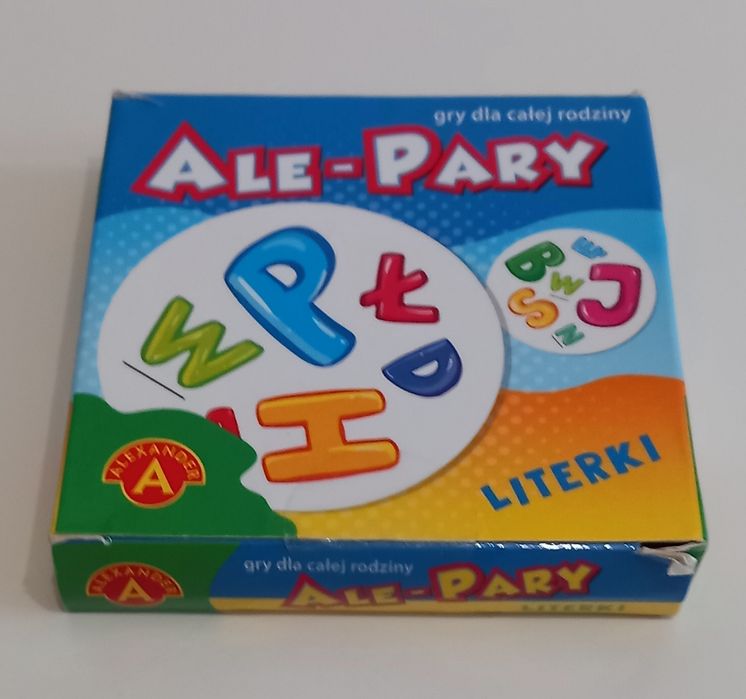 gry dla całej rodziny
ALE-PARY
P
Ł
W
D
H
B
W
W
J
S
N
LITERKI
ALEXANDER
A
gry dla całej rodziny
ALE-PARY
ALEXANDER
A
LITERKI